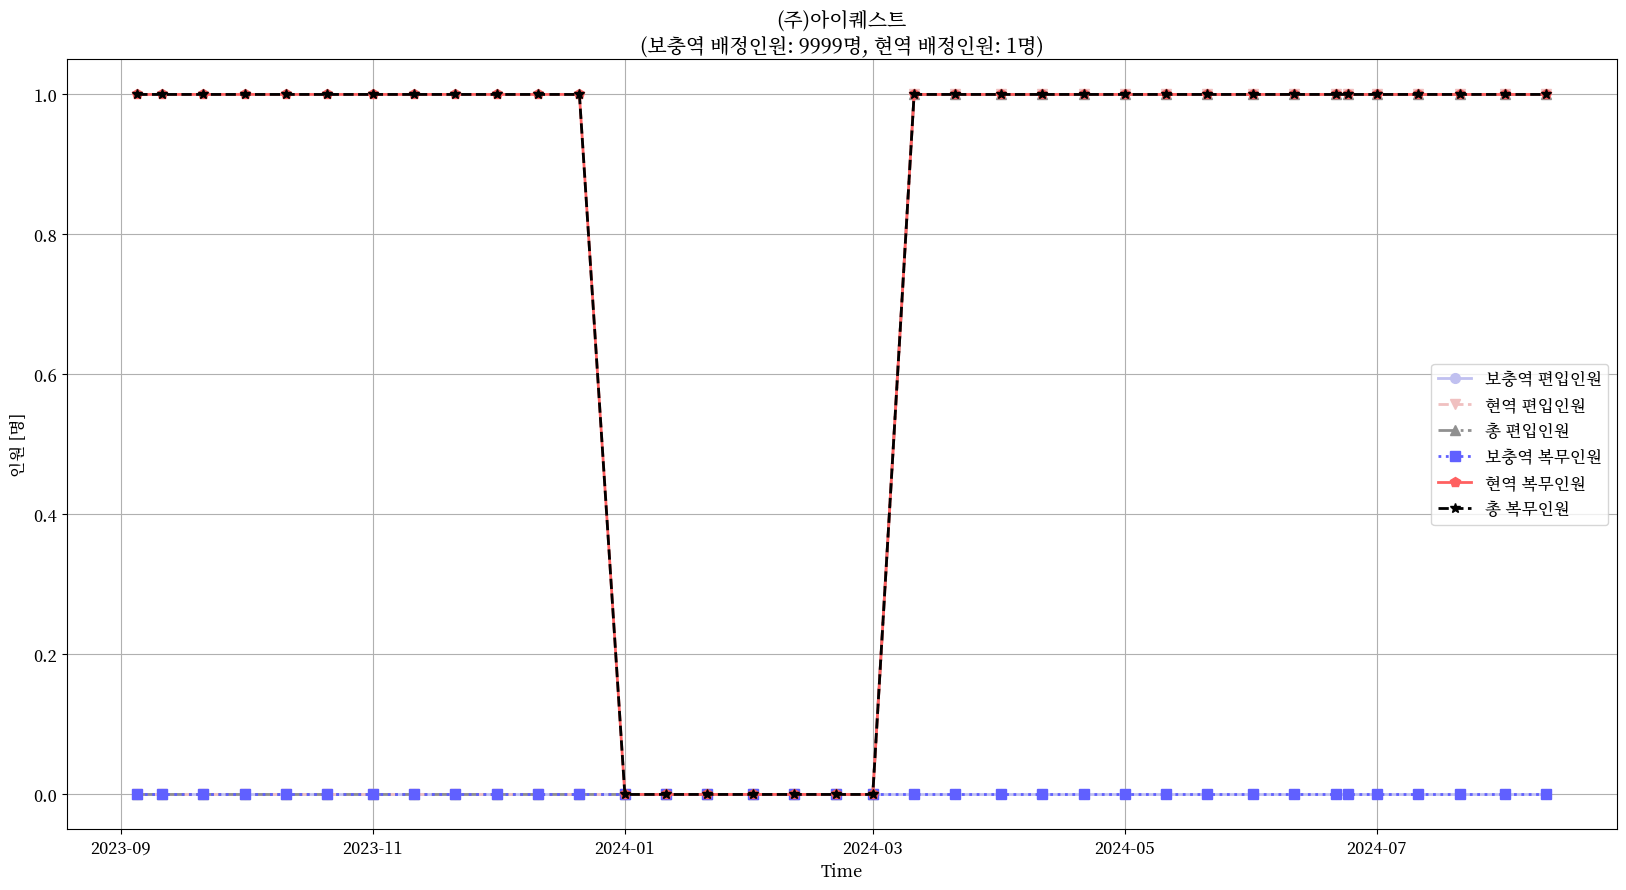 (주)아이퀘스트
(보충역 배정인원: 9999명, 현역 배정인원: 1명)
1.0
0.8
0.6
0.4
0.2
0.0
인원 [명]
보충역 편입인원
현역 편입인원
총 편입인원
보충역 복무인원
현역 복무인원
총 복무인원
2023-09
2023-11
2024-01
2024-03
2024-05
2024-07
Time